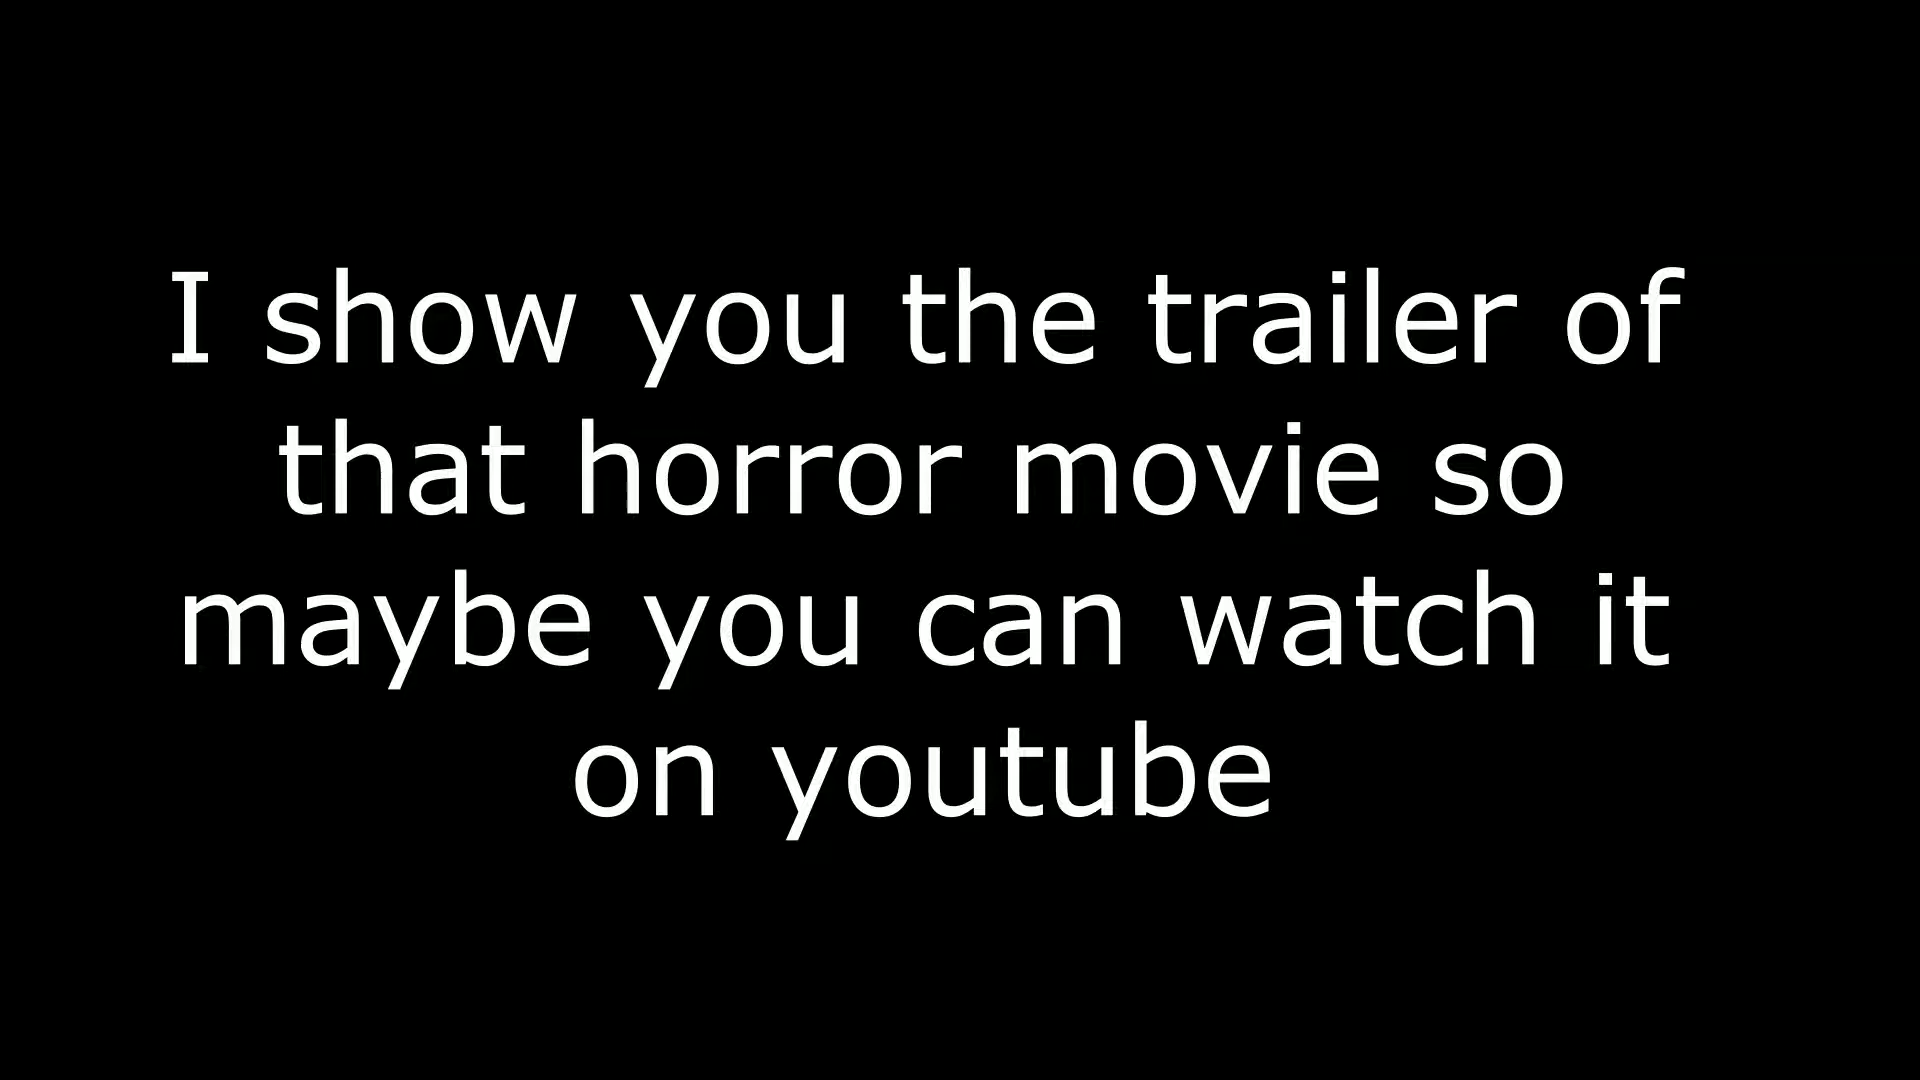 I show you the trailer of
that horror movie so
maybe you can watch it
on youtube